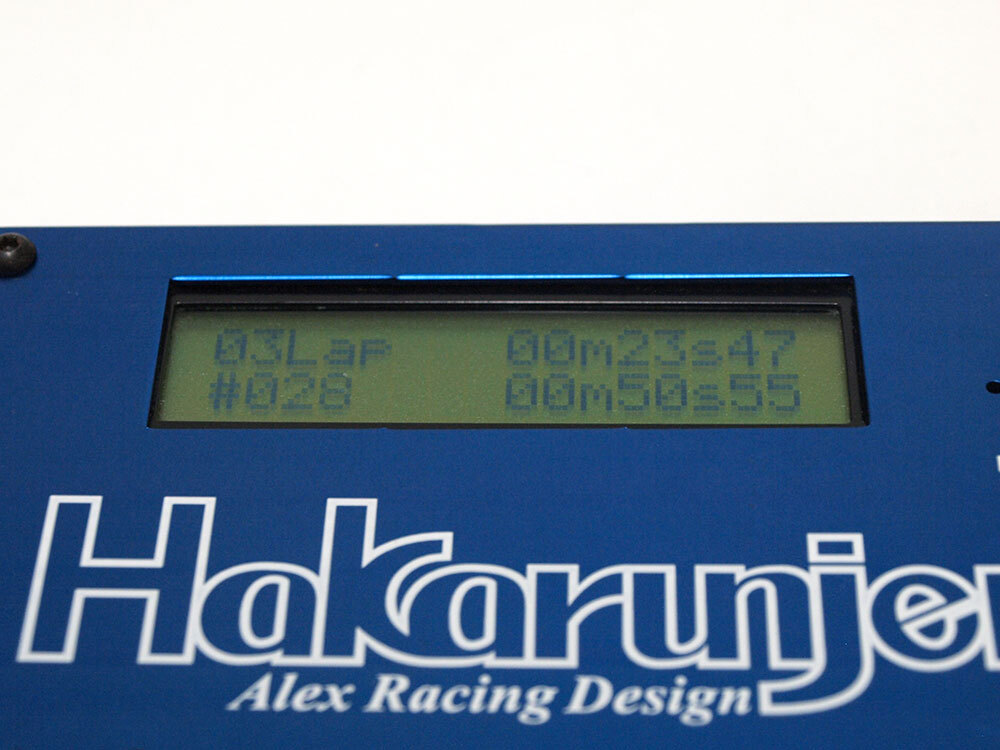 03Lap 00m23s47
#028 00m50s55
Hakarunjer
Alex Racing Design